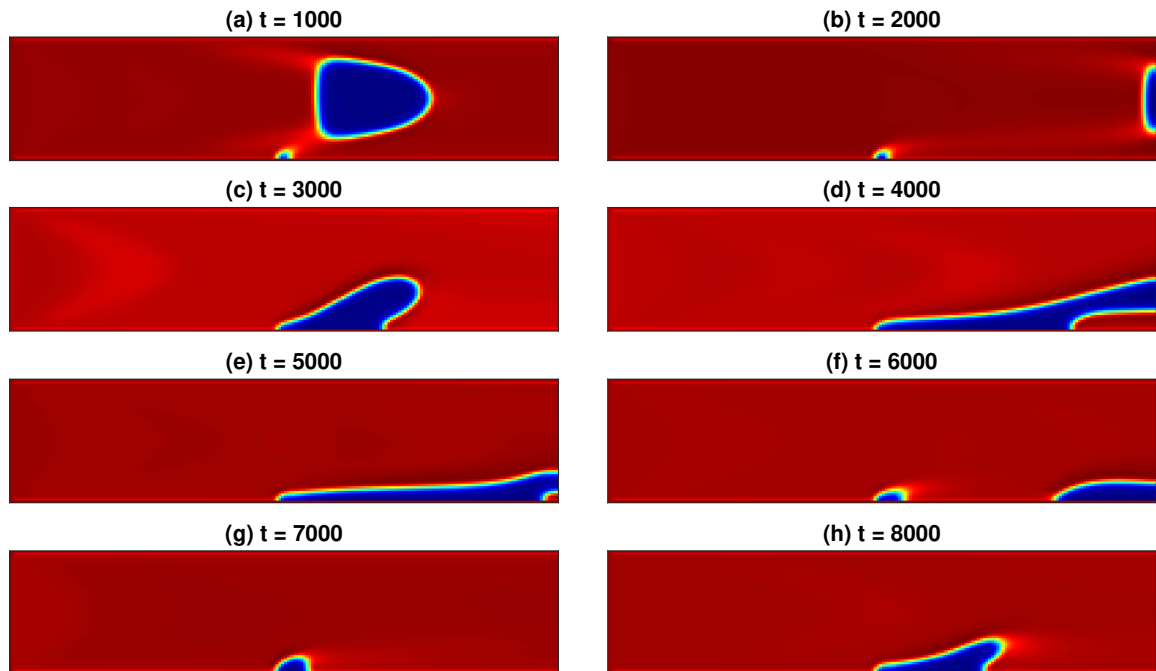 (a) t = 1000
(b) t = 2000
(c) t = 3000
(d) t = 4000
(e) t = 5000
(f) t = 6000
(g) t = 7000
(h) t = 8000